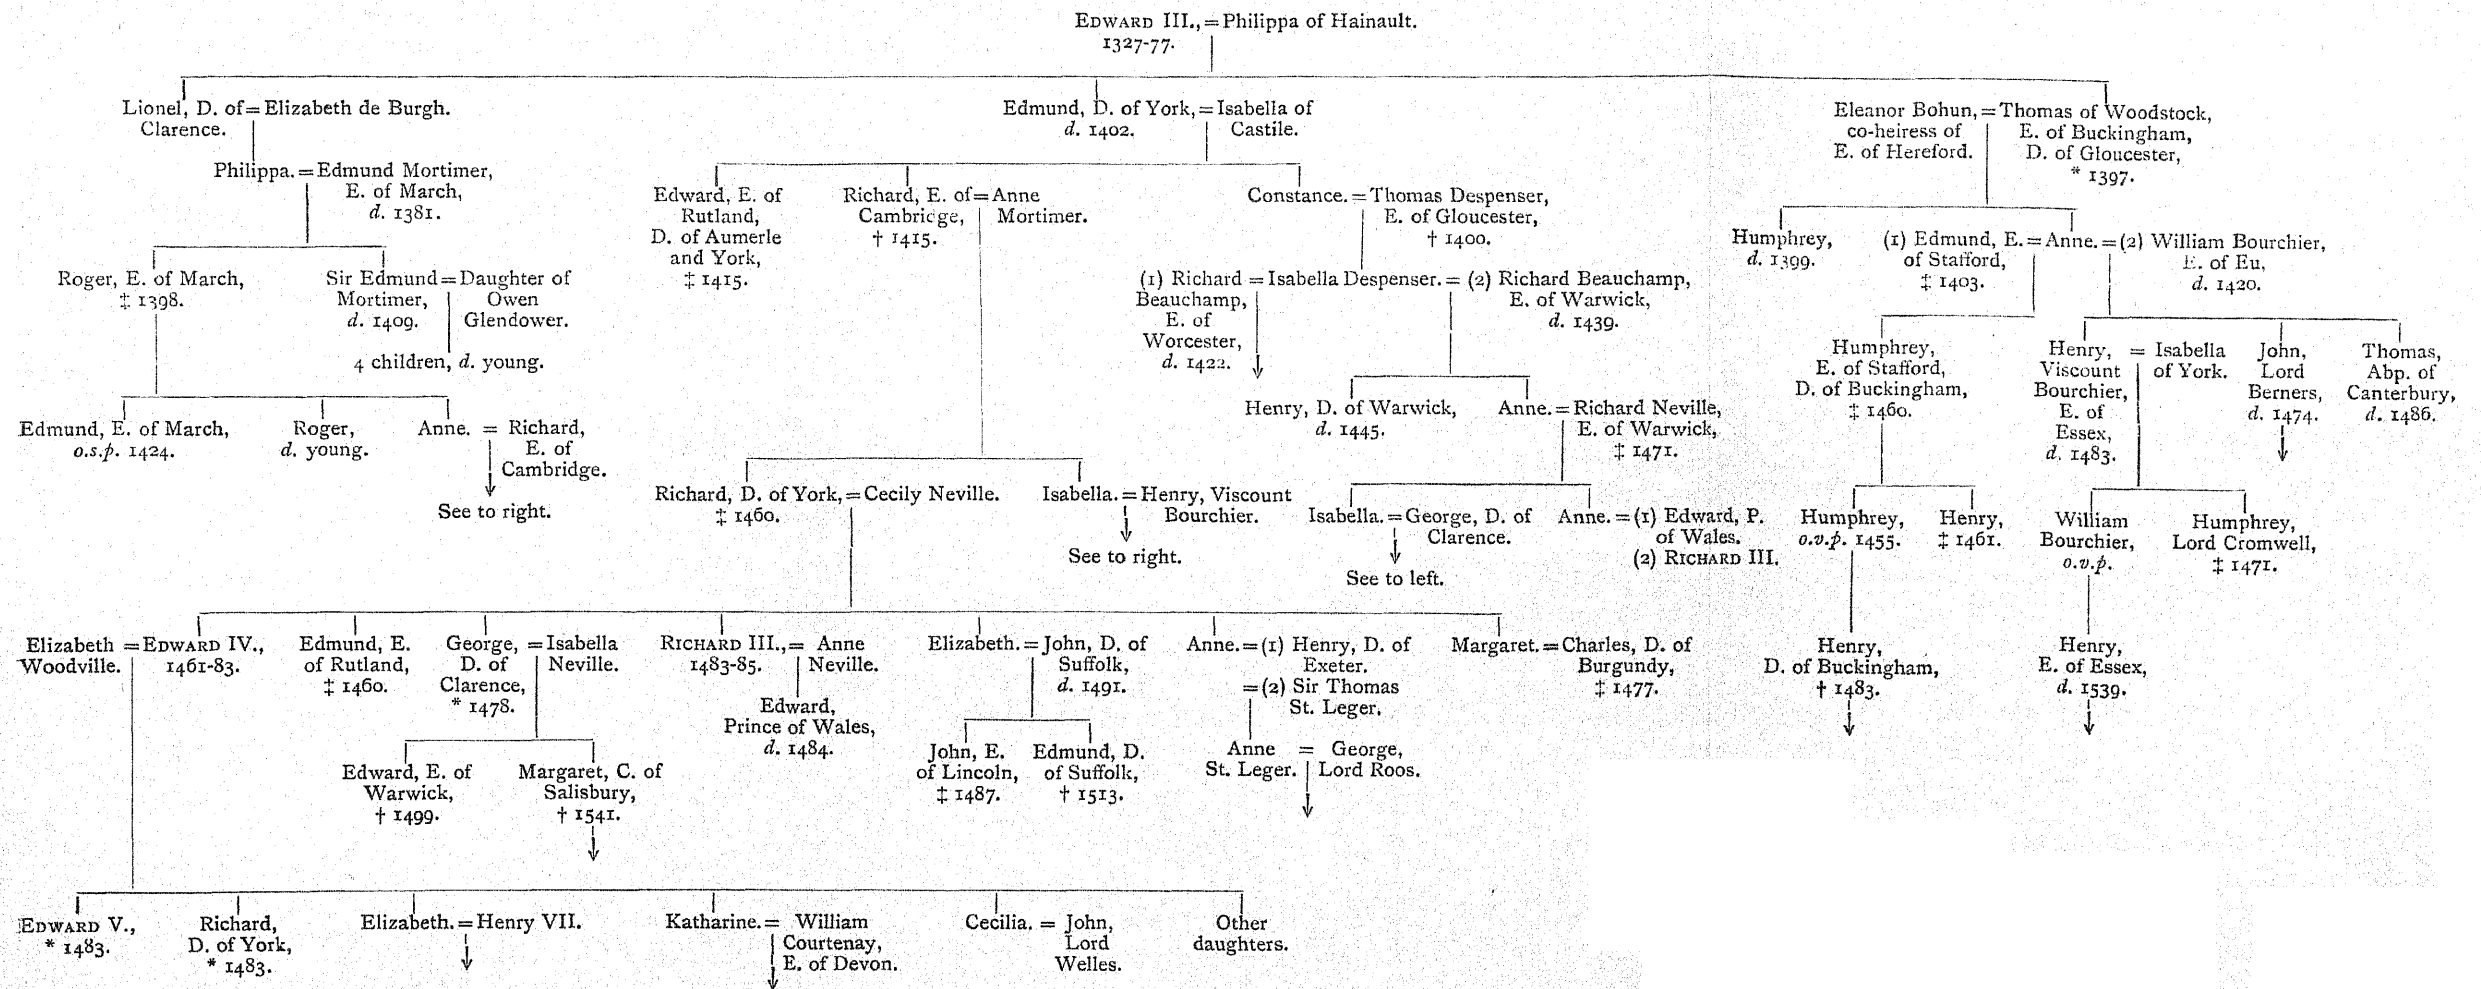 EDWARD III., = Philippa of Hainault.
1327-77.
Lionel, D. of = Elizabeth de Burgh.
Clarence.
Edmund, D. of York, = Isabella of
d. 1402. Castile.
Eleanor Bohun, = Thomas of Woodstock,
co-heiress of E. of Buckingham,
E. of Hereford. D. of Gloucester,
* 1397.
Philippa. = Edmund Mortimer,
E. of March,
d. 1381.
Edward, E. of
Rutland,
D. of Aumerle
and York,
‡ 1415.
Richard, E. of = Anne
Cambridge, Mortimer.
† 1415.
Constance. = Thomas Despenser,
E. of Gloucester,
† 1400.
Humphrey,
d. 1399.
(1) Edmund, E. = Anne. = (2) William Bourchier,
of Stafford, E. of Eu,
‡ 1403. d. 1420.
Roger, E. of March,
‡ 1398.
Sir Edmund = Daughter of
Mortimer, Owen
d. 1409. Glendower.
4 children, d. young.
(1) Richard = Isabella Despenser. = (2) Richard Beauchamp,
Beauchamp, E. of Warwick,
E. of d. 1439.
Worcester,
d. 1422.
Humphrey,
E. of Stafford,
D. of Buckingham,
‡ 1460.
Henry, = Isabella
Viscount of York.
Bourchier,
E. of
Essex,
d. 1483.
John,
Lord
Berners,
d. 1474.
Thomas,
Abp. of
Canterbury,
d. 1486.
Edmund, E. of March,
o.s.p. 1424.
Roger,
d. young.
Anne. = Richard,
E. of
Cambridge.
See to right.
Henry, D. of Warwick,
d. 1445.
Anne. = Richard Neville,
E. of Warwick,
‡ 1471.
Richard, D. of York, = Cecily Neville.
‡ 1460.
Isabella. = Henry, Viscount
Bourchier.
See to right.
Isabella. = George, D. of
Clarence.
See to left.
Anne. = (1) Edward, P.
of Wales.
(2) RICHARD III.
Humphrey,
o.v.p. 1455.
Henry,
‡ 1461.
William
Bourchier,
o.v.p.
Humphrey,
Lord Cromwell,
‡ 1471.
Elizabeth = EDWARD IV.,
Woodville. 1461-83.
Edmund, E.
of Rutland,
‡ 1460.
George, = Isabella
D. of Neville.
Clarence,
* 1478.
RICHARD III., = Anne
1483-85. Neville.
Edward,
Prince of Wales,
d. 1484.
Elizabeth. = John, D. of
Suffolk,
d. 1491.
Anne. = (1) Henry, D. of
Exeter.
= (2) Sir Thomas
St. Leger.
Margaret. = Charles, D. of
Burgundy,
‡ 1477.
Henry,
D. of Buckingham,
† 1483.
Henry,
E. of Essex,
d. 1539.
Edward, E. of
Warwick,
† 1499.
Margaret, C. of
Salisbury,
† 1541.
John, E.
of Lincoln,
‡ 1487.
Edmund, D.
of Suffolk,
† 1513.
Anne = George,
St. Leger. Lord Roos.
EDWARD V.,
* 1483.
Richard,
D. of York,
* 1483.
Elizabeth. = Henry VII.
Katharine. = William
Courtenay,
E. of Devon.
Cecilia. = John,
Lord
Welles.
Other
daughters.